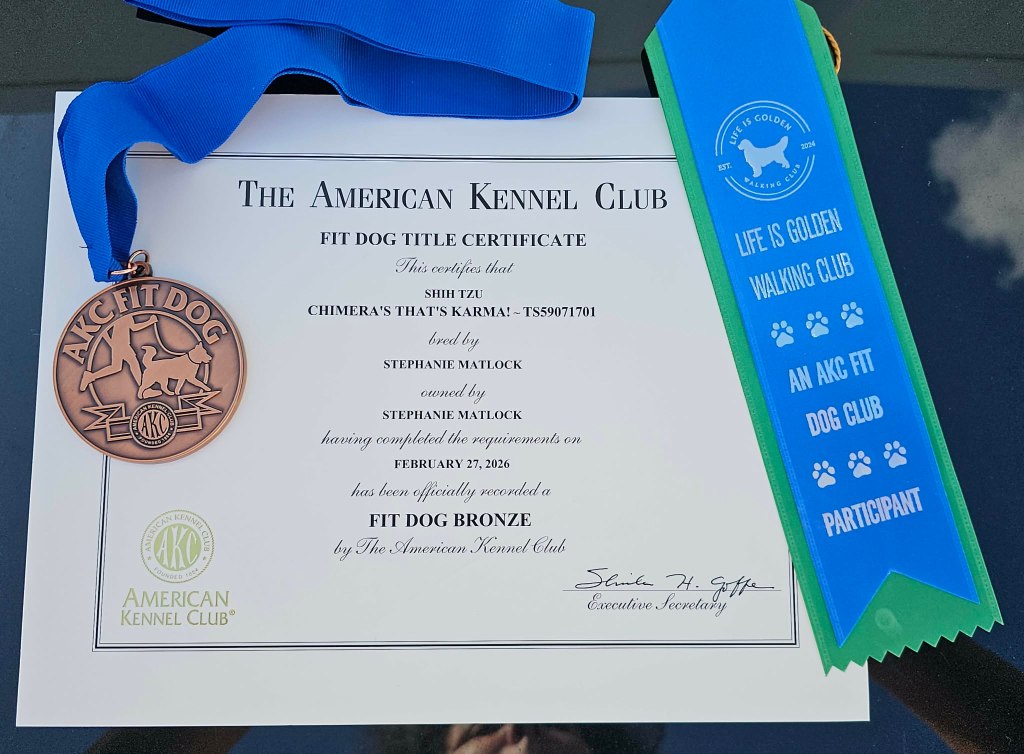 THE AMERICAN KENNEL CLUB
FIT DOG TITLE CERTIFICATE
This certifies that
SHIH TZU
CHIMERA'S THAT'S KARMA! ~ TS59071701
bred by
STEPHANIE MATLOCK
owned by
STEPHANIE MATLOCK
having completed the requirements on
FEBRUARY 27, 2026
has been officially recorded a
FIT DOG BRONZE
by The American Kennel Club
Executive Secretary
AMERICAN KENNEL CLUB
AKC
FOUNDED 1884
AMERICAN
KENNEL CLUB®
AKC FIT DOG
AMERICAN KENNEL CLUB
AKC
FOUNDED 1884
LIFE IS GOLDEN
EST. 2024
WALKING CLUB
LIFE IS GOLDEN
WALKING CLUB
AN AKC FIT
DOG CLUB
PARTICIPANT